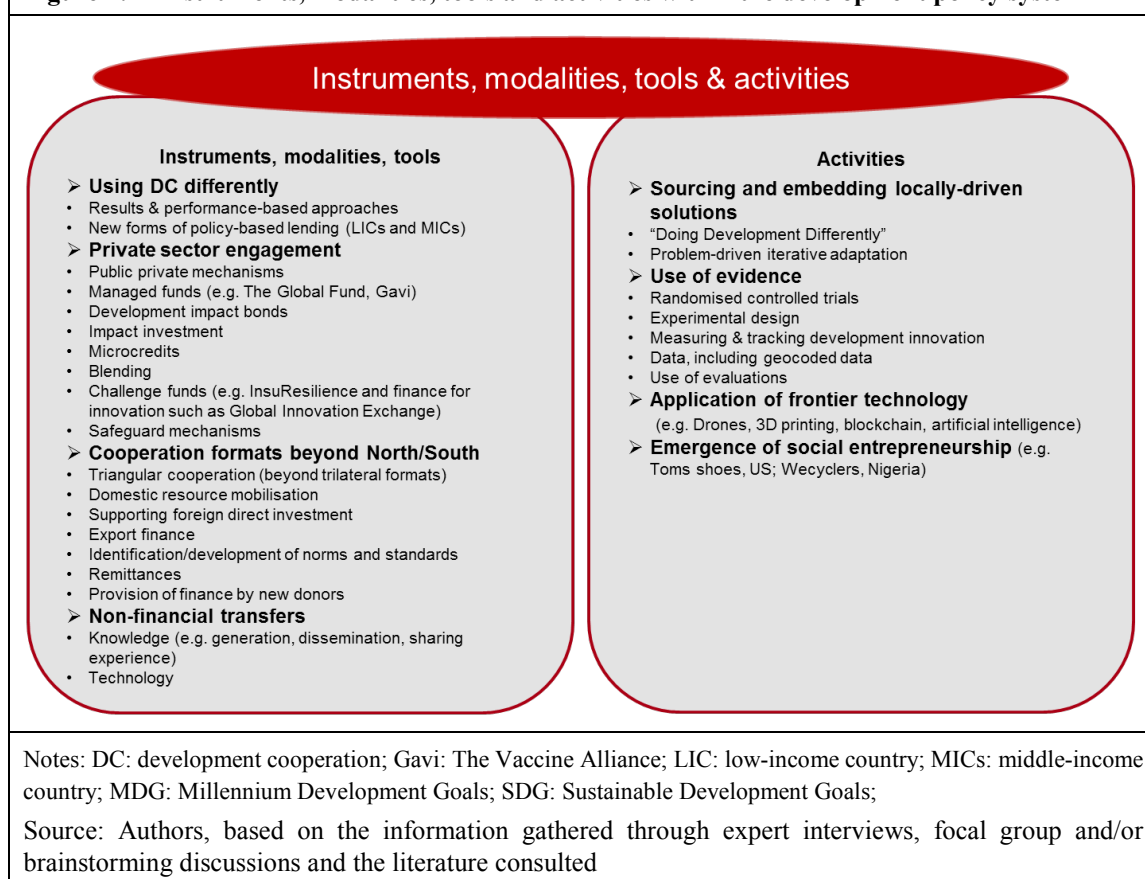 Instruments, modalities, tools & activities
Instruments, modalities, tools
➢ Using DC differently
• Results & performance-based approaches
• New forms of policy-based lending (LICs and MICs)
➢ Private sector engagement
• Public private mechanisms
• Managed funds (e.g. The Global Fund, Gavi)
• Development impact bonds
• Impact investment
• Microcredits
• Blending
• Challenge funds (e.g. InsuResilience and finance for
innovation such as Global Innovation Exchange)
• Safeguard mechanisms
➢ Cooperation formats beyond North/South
• Triangular cooperation (beyond trilateral formats)
• Domestic resource mobilisation
• Supporting foreign direct investment
• Export finance
• Identification/development of norms and standards
• Remittances
• Provision of finance by new donors
➢ Non-financial transfers
• Knowledge (e.g. generation, dissemination, sharing
experience)
• Technology
Activities
➢ Sourcing and embedding locally-driven
solutions
• “Doing Development Differently”
• Problem-driven iterative adaptation
➢ Use of evidence
• Randomised controlled trials
• Experimental design
• Measuring & tracking development innovation
• Data, including geocoded data
• Use of evaluations
➢ Application of frontier technology
(e.g. Drones, 3D printing, blockchain, artificial intelligence)
➢ Emergence of social entrepreneurship (e.g.
Toms shoes, US; Wecyclers, Nigeria)
Notes: DC: development cooperation; Gavi: The Vaccine Alliance; LIC: low-income country; MICs: middle-income
country; MDG: Millennium Development Goals; SDG: Sustainable Development Goals;
Source: Authors, based on the information gathered through expert interviews, focal group and/or
brainstorming discussions and the literature consulted